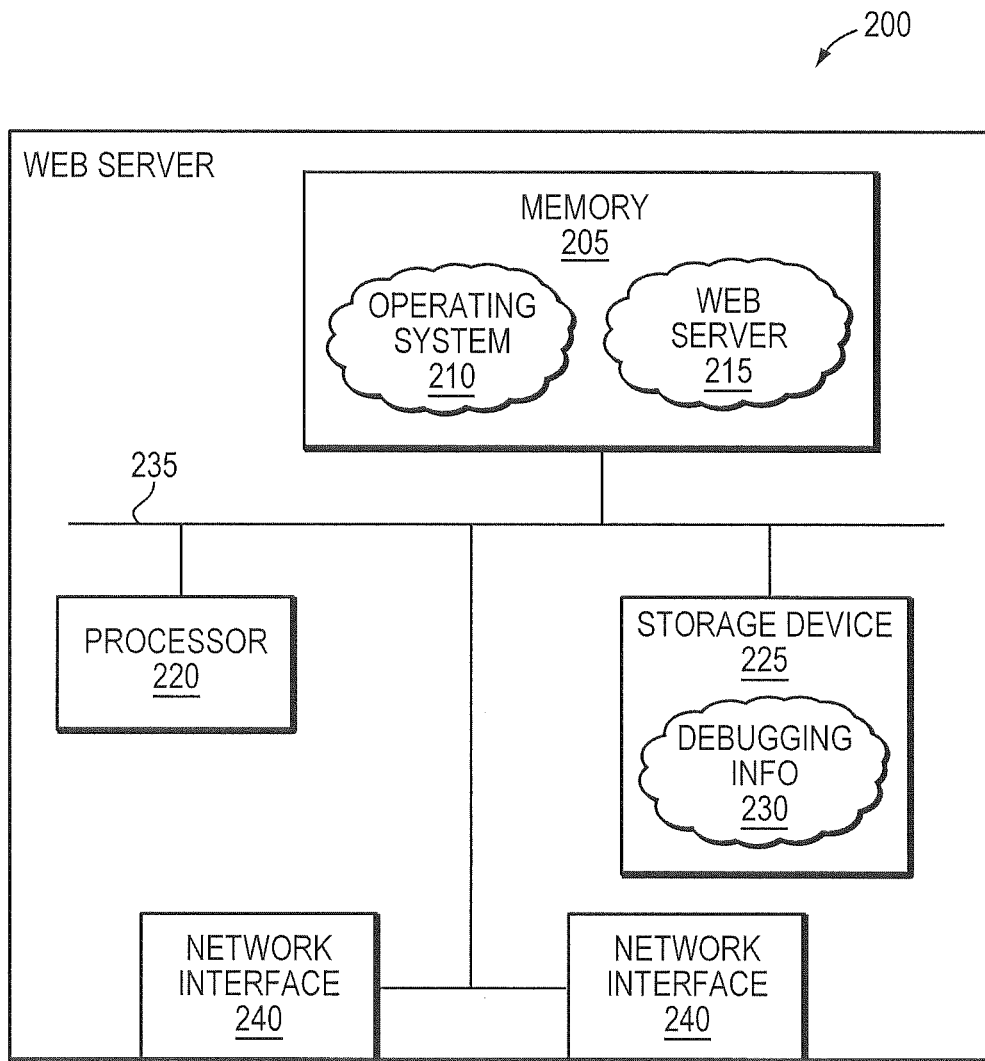 200
WEB SERVER
MEMORY
205
OPERATING
SYSTEM
210
WEB
SERVER
215
235
PROCESSOR
220
STORAGE DEVICE
225
DEBUGGING
INFO
230
NETWORK
INTERFACE
240
NETWORK
INTERFACE
240